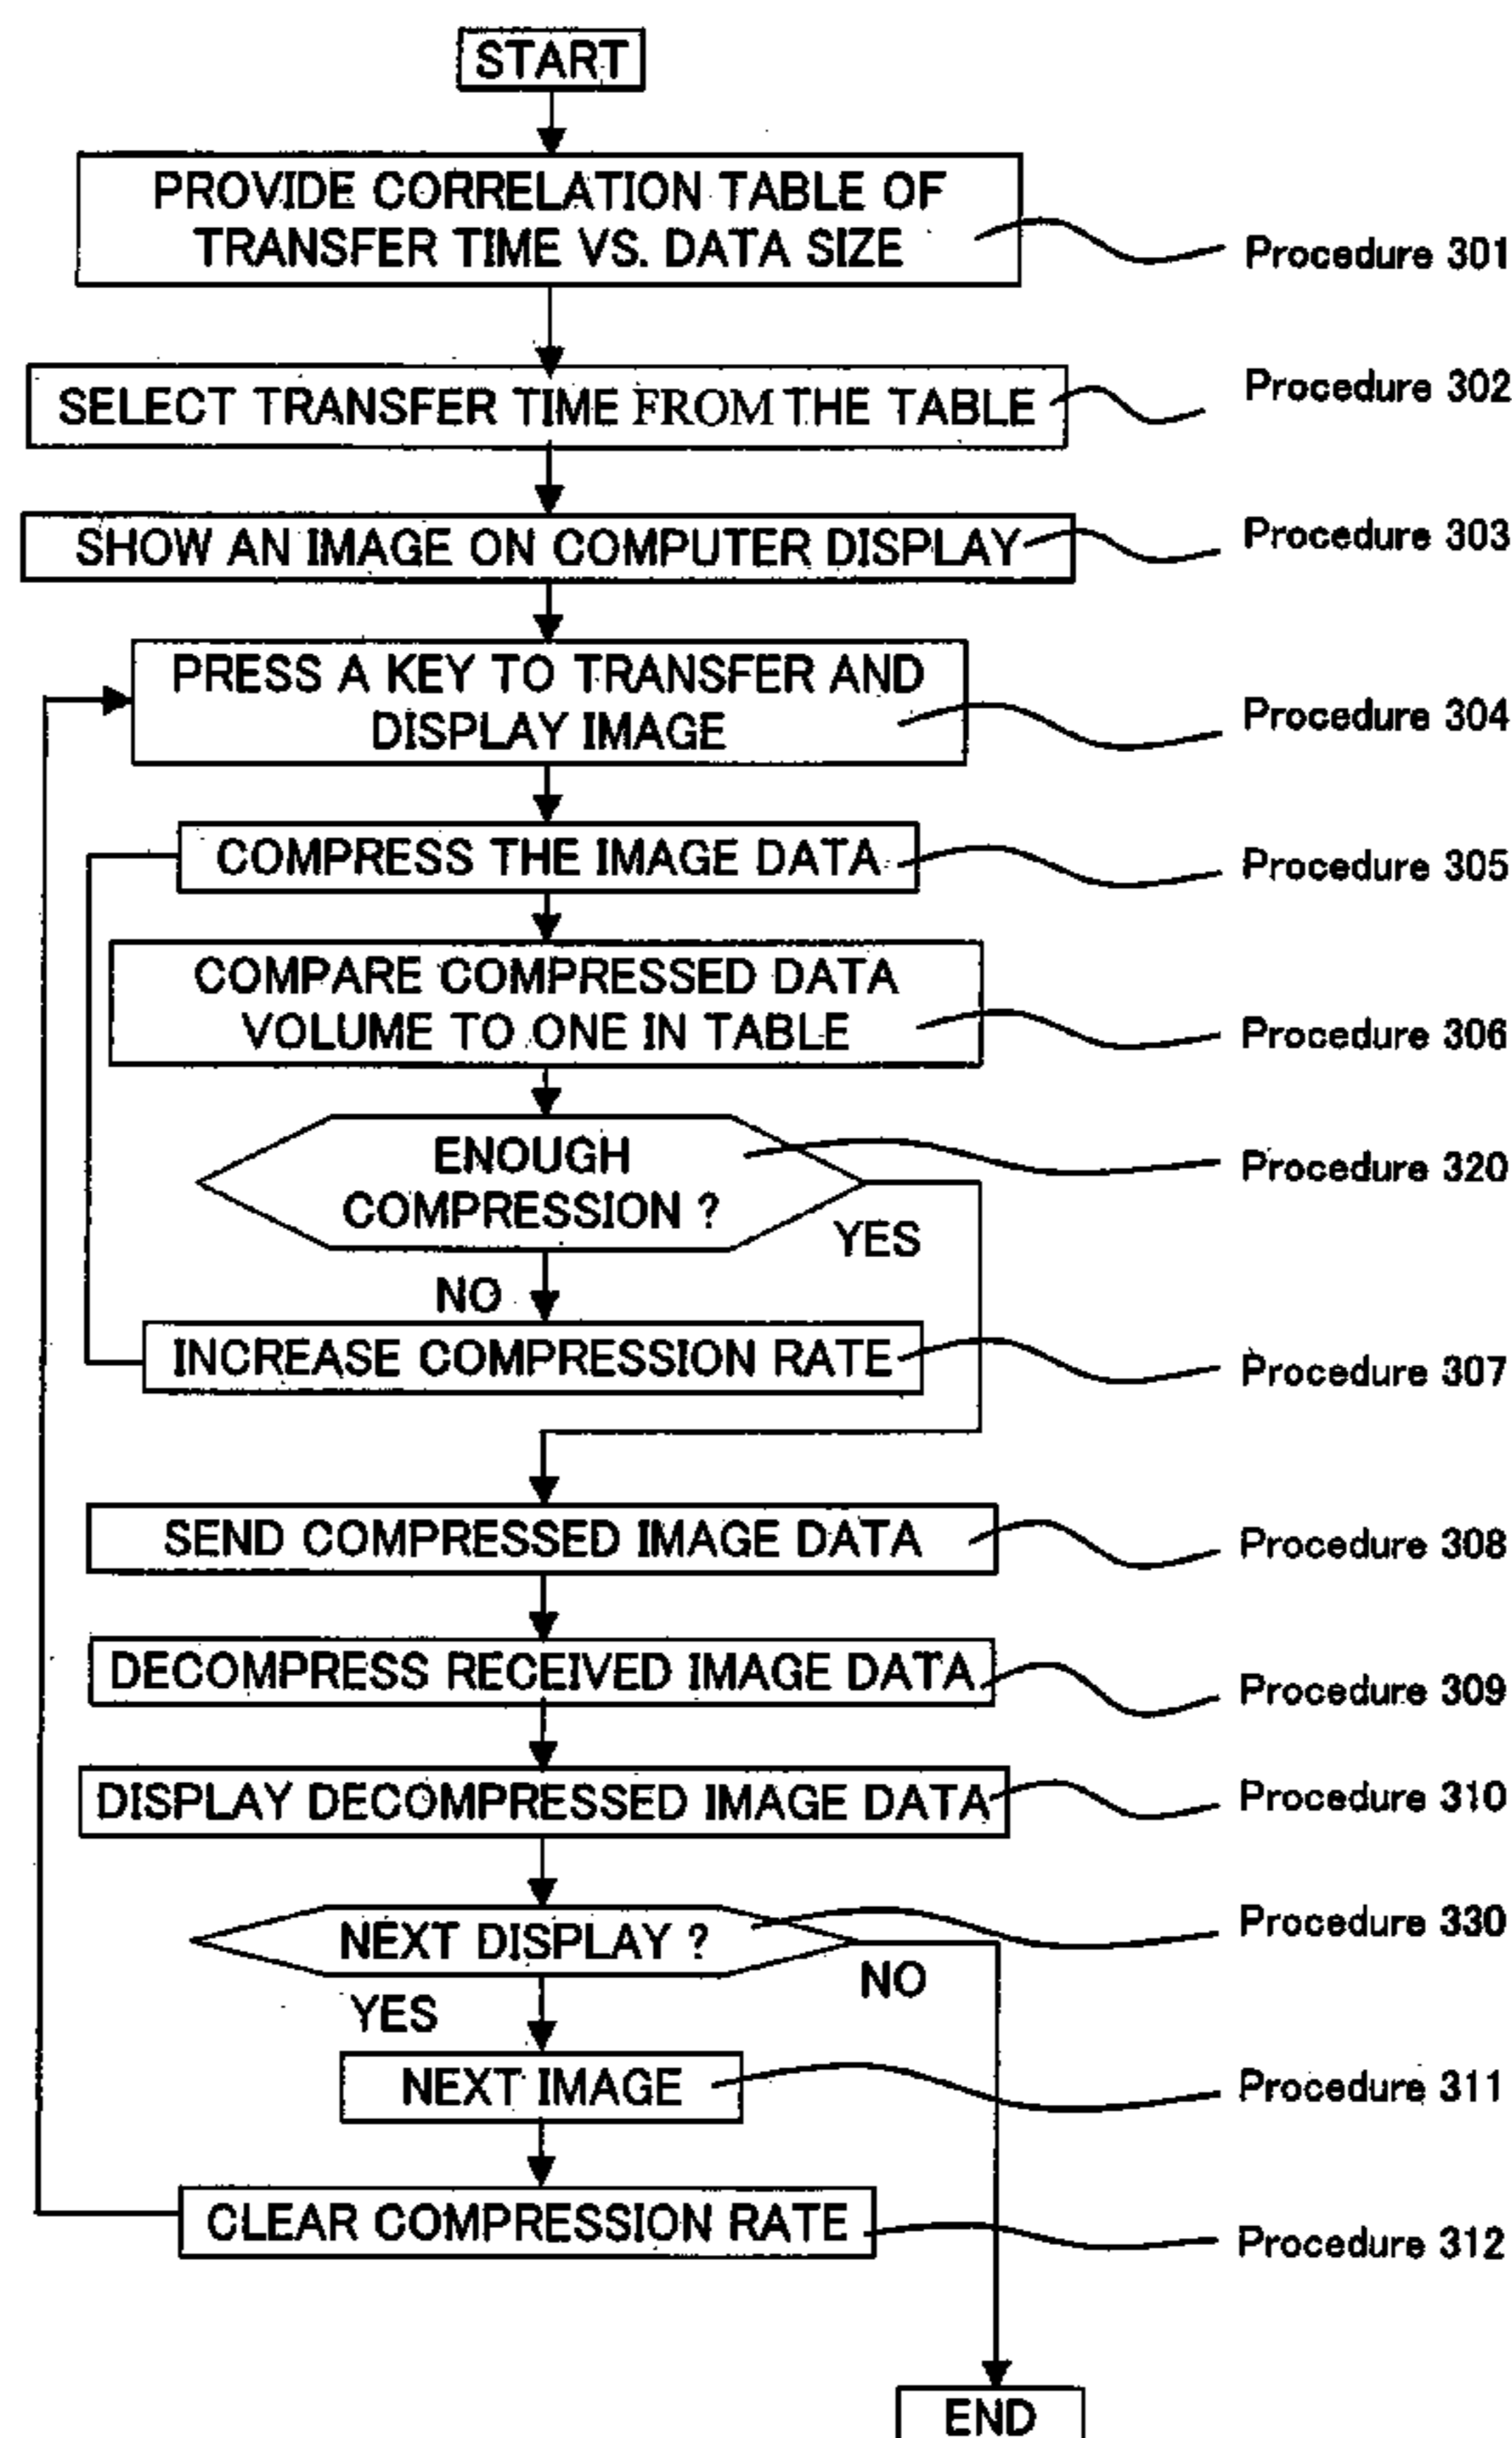 START
PROVIDE CORRELATION TABLE OF
TRANSFER TIME VS. DATA SIZE
Procedure 301
SELECT TRANSFER TIME FROM THE TABLE
Procedure 302
SHOW AN IMAGE ON COMPUTER DISPLAY
Procedure 303
PRESS A KEY TO TRANSFER AND
DISPLAY IMAGE
Procedure 304
COMPRESS THE IMAGE DATA
Procedure 305
COMPARE COMPRESSED DATA
VOLUME TO ONE IN TABLE
Procedure 306
ENOUGH
COMPRESSION ?
Procedure 320
YES
NO
INCREASE COMPRESSION RATE
Procedure 307
SEND COMPRESSED IMAGE DATA
Procedure 308
DECOMPRESS RECEIVED IMAGE DATA
Procedure 309
DISPLAY DECOMPRESSED IMAGE DATA
Procedure 310
NEXT DISPLAY ?
Procedure 330
NO
YES
NEXT IMAGE
Procedure 311
CLEAR COMPRESSION RATE
Procedure 312
END